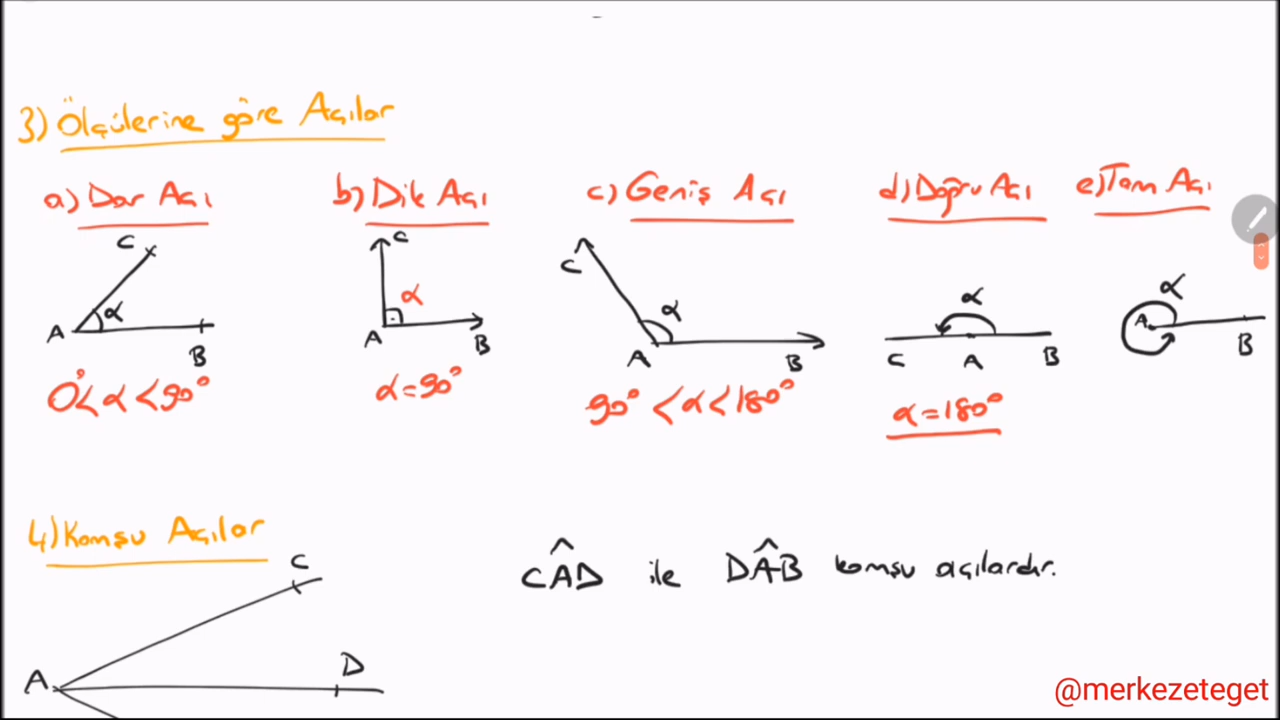 3) Ölçülerine göre Açılar
a) Dar Açı
b) Dik Açı
c) Geniş Açı
d) Doğru Açı
e) Tam Açı
C
α
A
B
0° < α < 90°
C
α
A
B
α = 90°
C
α
A
B
90° < α < 180°
α
C A B
α = 180°
α
A
B
4) Komşu Açılar
C
A
D
CÂD ile DÂB komşu açılardır.
@merkezeteget